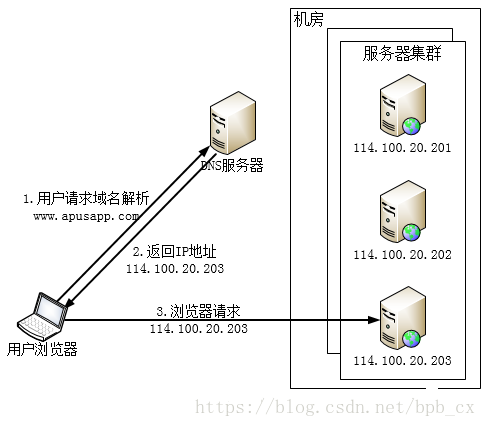 机房
服务器集群
114.100.20.201
114.100.20.202
114.100.20.203
DNS服务器
1.用户请求域名解析
www.apusapp.com
2.返回IP地址
114.100.20.203
3.浏览器请求
114.100.20.203
用户浏览器
https://blog.csdn.net/bpb_cx